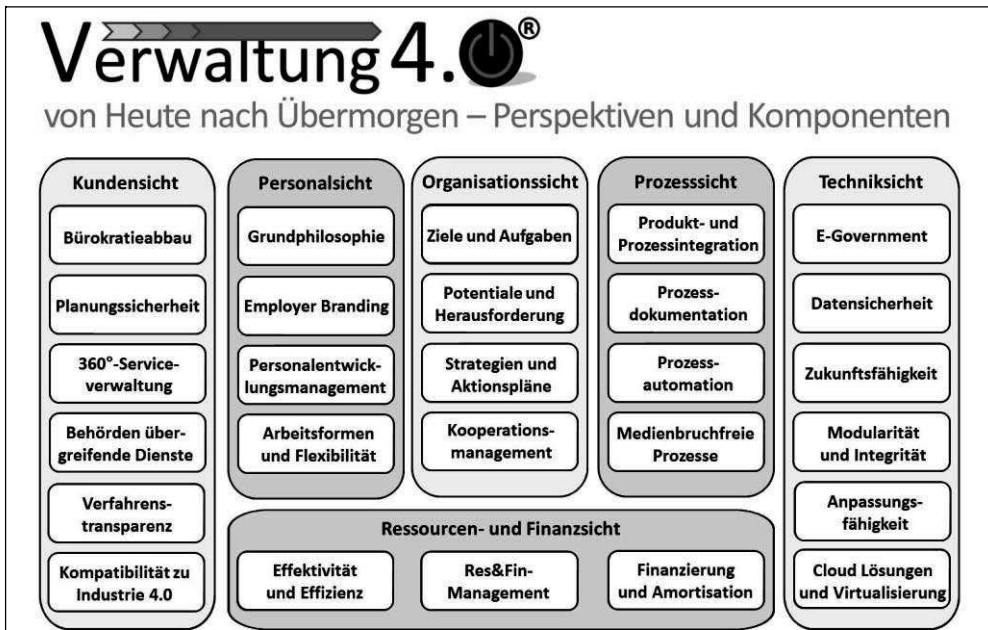 Verwaltung 4.0®
von Heute nach Übermorgen – Perspektiven und Komponenten
Kundensicht
Bürokratieabbau
Planungssicherheit
360°-Service-
verwaltung
Behörden über-
greifende Dienste
Verfahrens-
transparenz
Kompatibilität zu
Industrie 4.0
Personalsicht
Grundphilosophie
Employer Branding
Personalentwick-
lungsmanagement
Arbeitsformen
und Flexibilität
Organisationssicht
Ziele und Aufgaben
Potentiale und
Herausforderung
Strategien und
Aktionspläne
Kooperations-
management
Prozesssicht
Produkt- und
Prozessintegration
Prozess-
dokumentation
Prozess-
automation
Medienbruchfreie
Prozesse
Techniksicht
E-Government
Datensicherheit
Zukunftsfähigkeit
Modularität
und Integrität
Anpassungs-
fähigkeit
Cloud Lösungen
und Virtualisierung
Ressourcen- und Finanzsicht
Effektivität
und Effizienz
Res&Fin-
Management
Finanzierung
und Amortisation